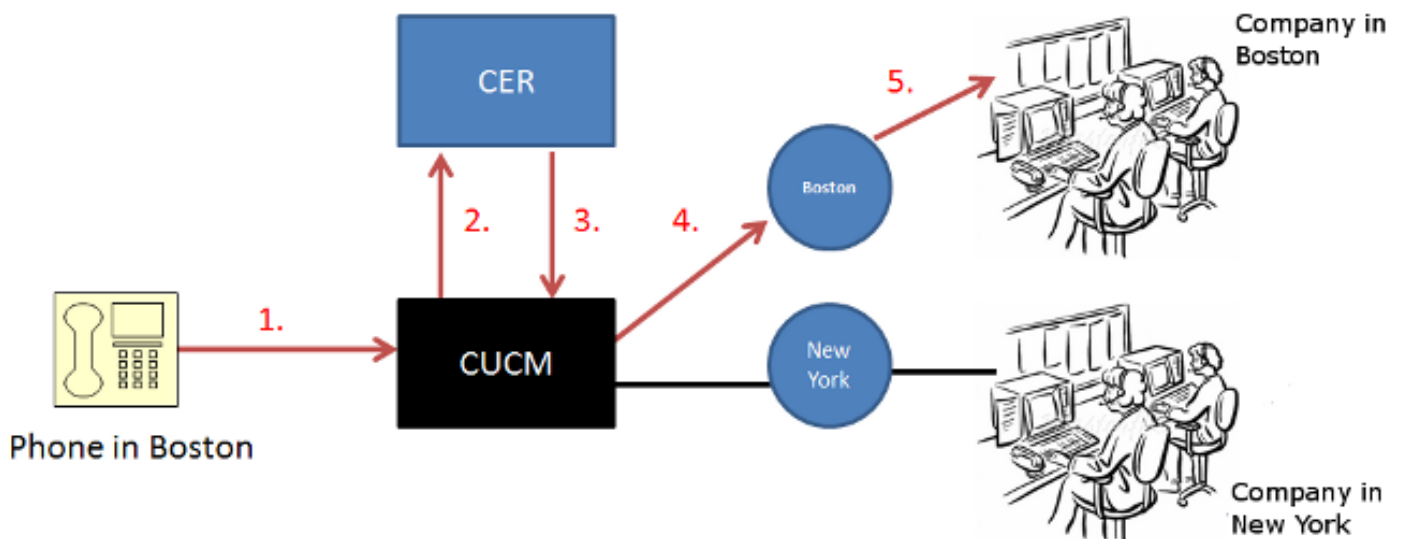 Company in
Boston
CER
5.
Boston
2.
3.
4.
1.
CUCM
New
York
Phone in Boston
Company in
New York